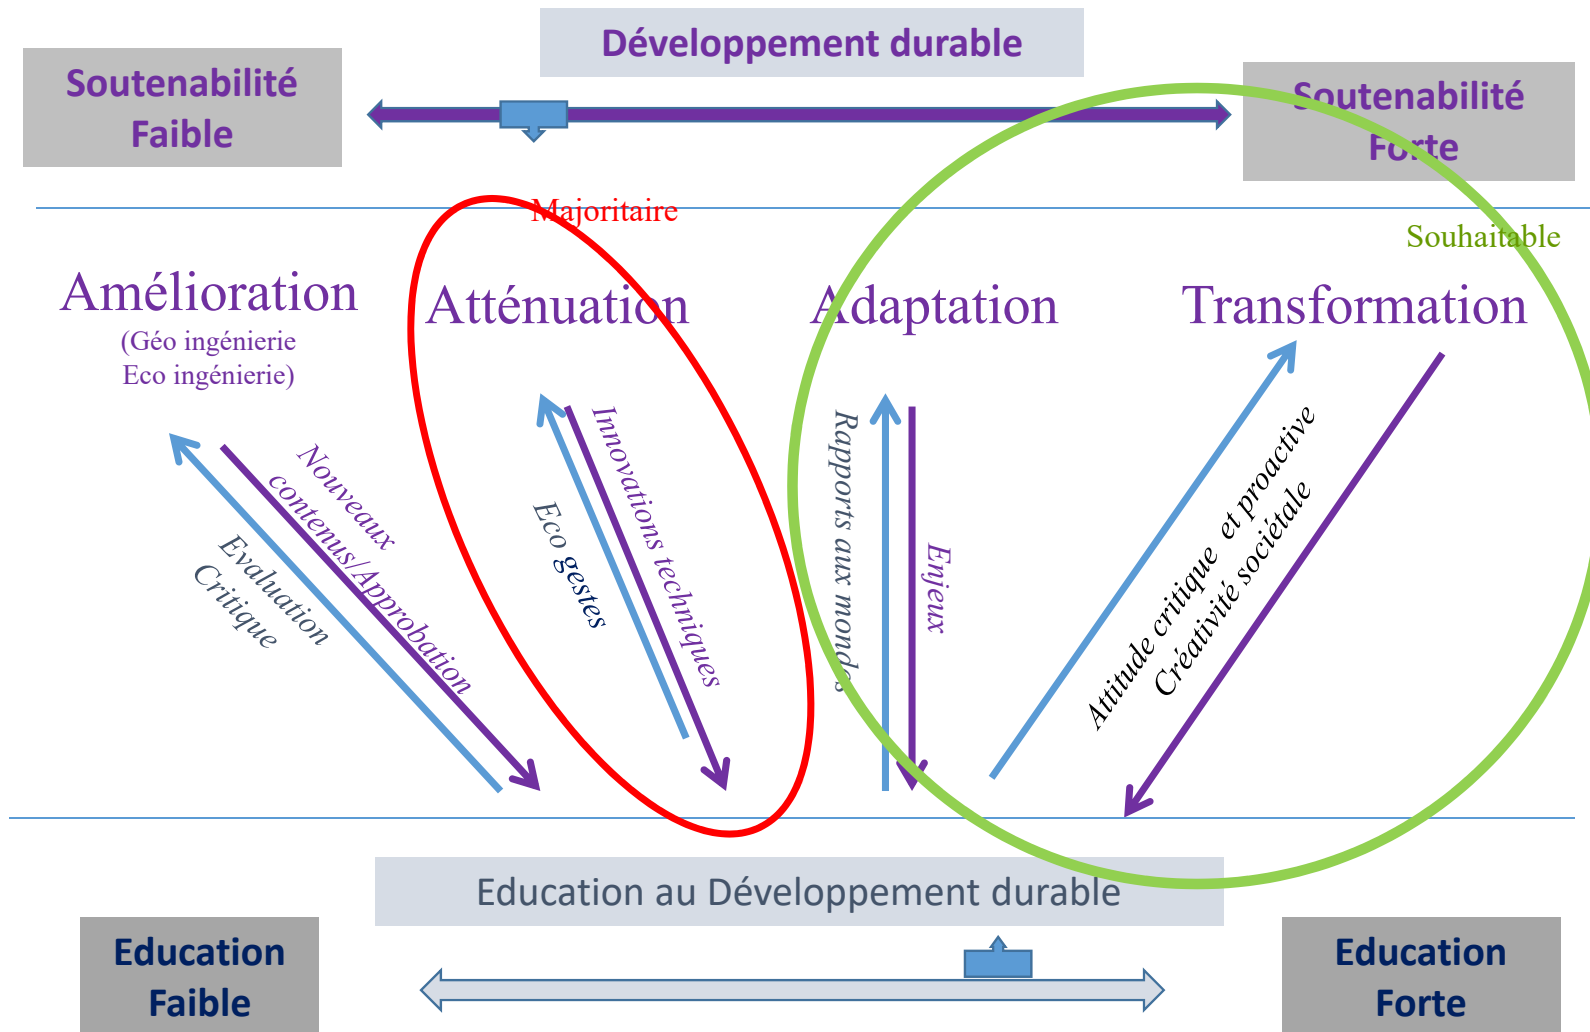 Développement durable
Soutenabilité
Faible
Soutenabilité
Forte
Majoritaire
Souhaitable
Amélioration
(Géo ingénierie
Eco ingénierie)
Atténuation
Adaptation
Transformation
Evaluation
Critique
Nouveaux
contenus/Approbation
Eco gestes
Innovations techniques
Rapports aux mondes
Enjeux
Attitude critique et proactive
Créativité sociétale
Education au Développement durable
Education
Faible
Education
Forte